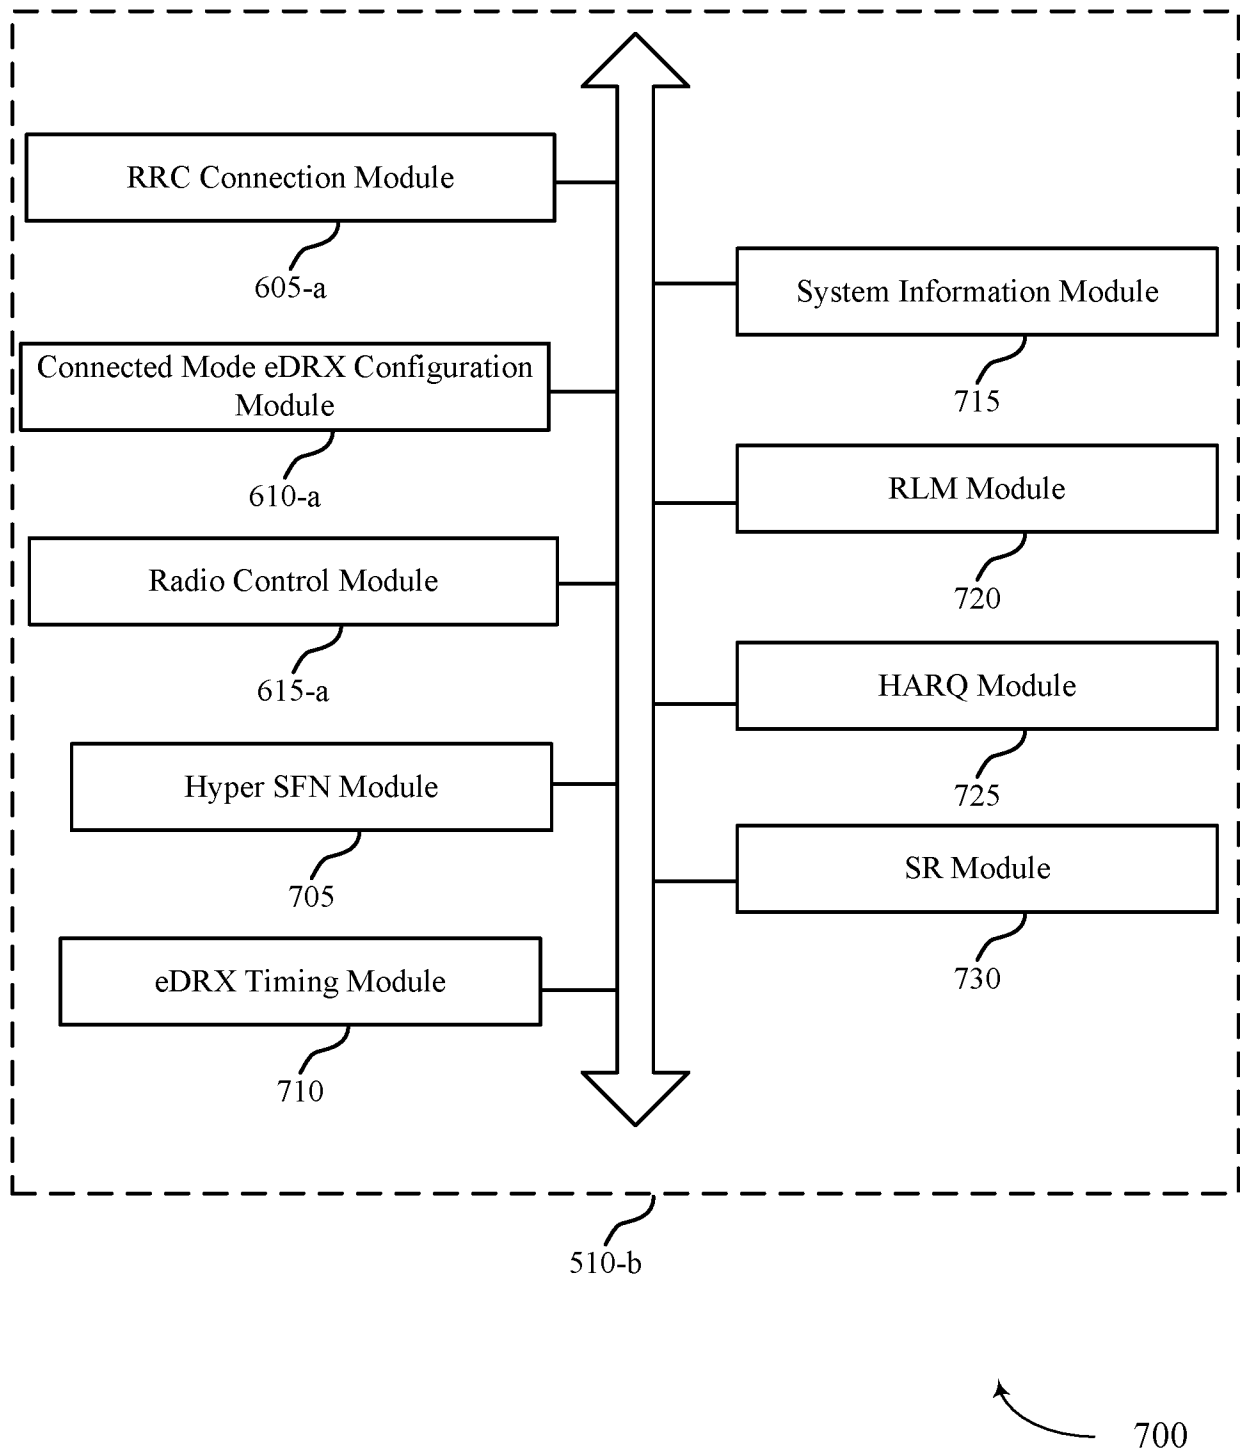 RRC Connection Module
605-a
Connected Mode eDRX Configuration
Module
610-a
Radio Control Module
615-a
Hyper SFN Module
705
eDRX Timing Module
710
System Information Module
715
RLM Module
720
HARQ Module
725
SR Module
730
510-b
700